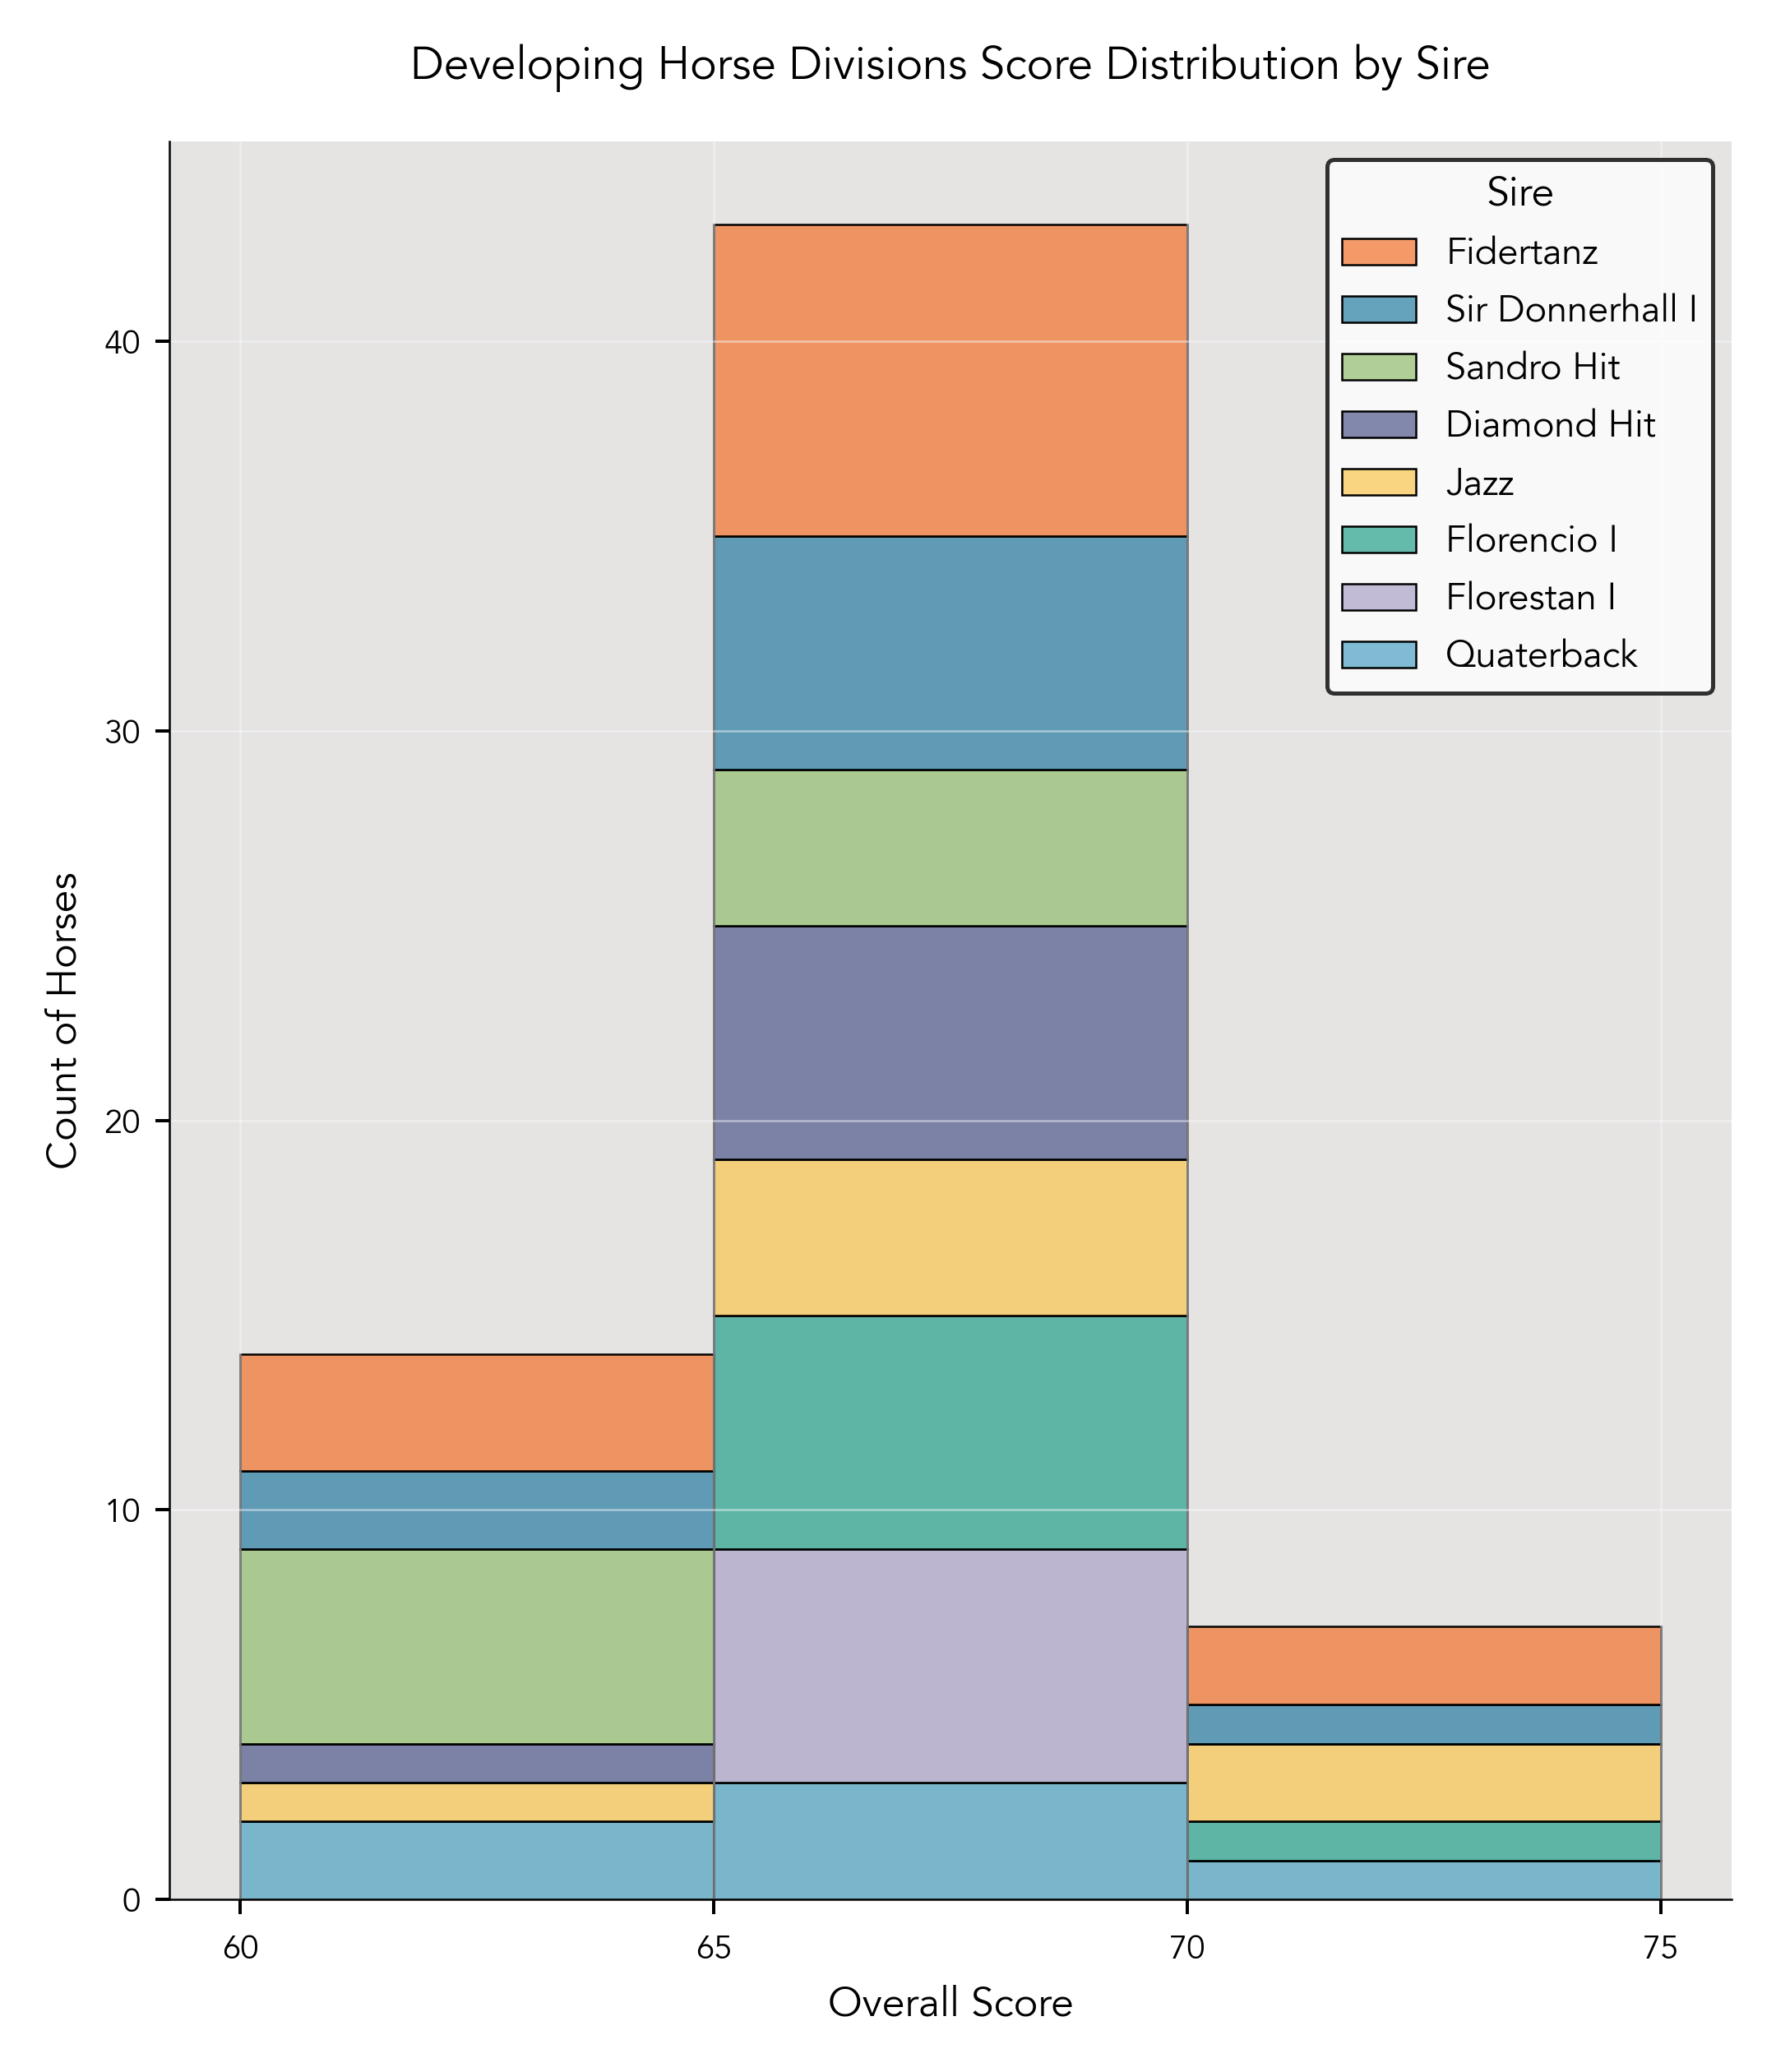 Developing Horse Divisions Score Distribution by Sire
Sire
Fidertanz
Sir Donnerhall I
Sandro Hit
Diamond Hit
Jazz
Florencio I
Florestan I
Quaterback
Count of Horses
40
30
20
10
0
60 65 70 75
Overall Score